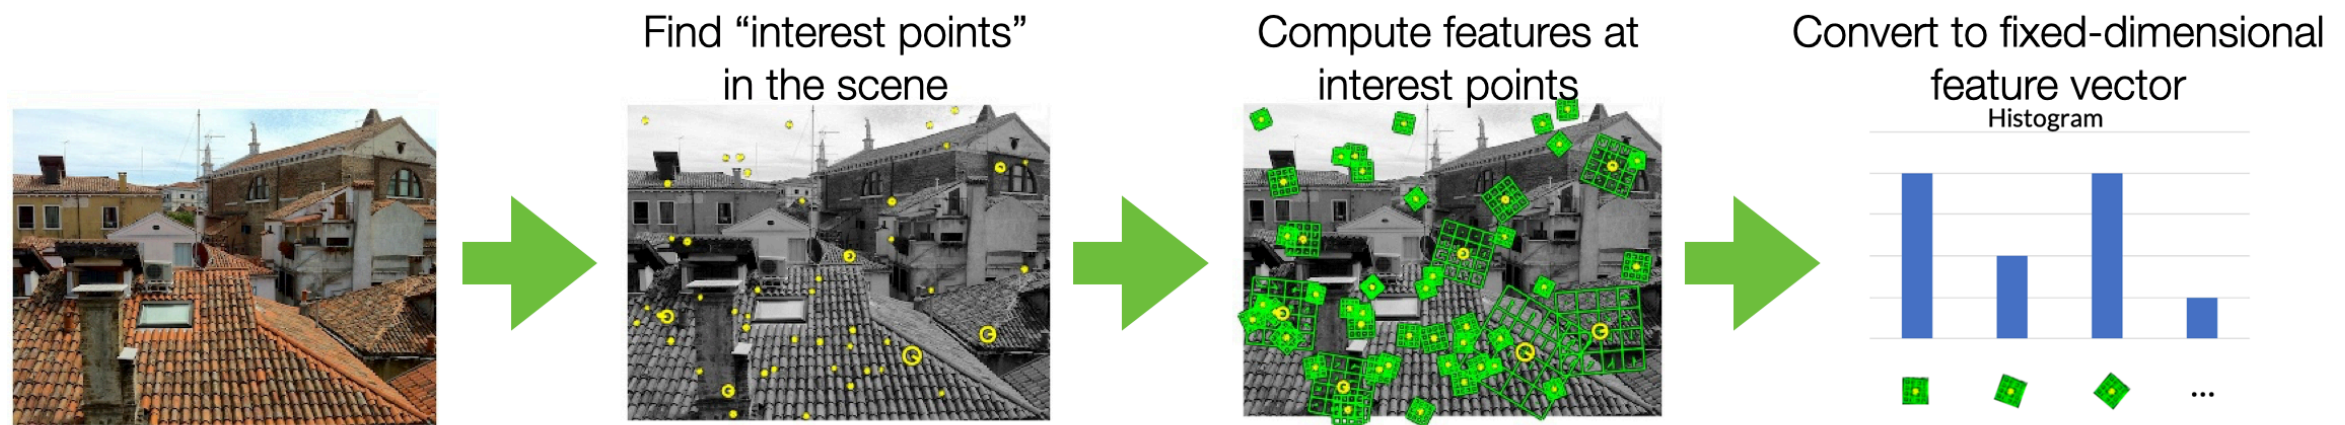 Find “interest points”
in the scene
Compute features at
interest points
Convert to fixed-dimensional
feature vector
Histogram
...